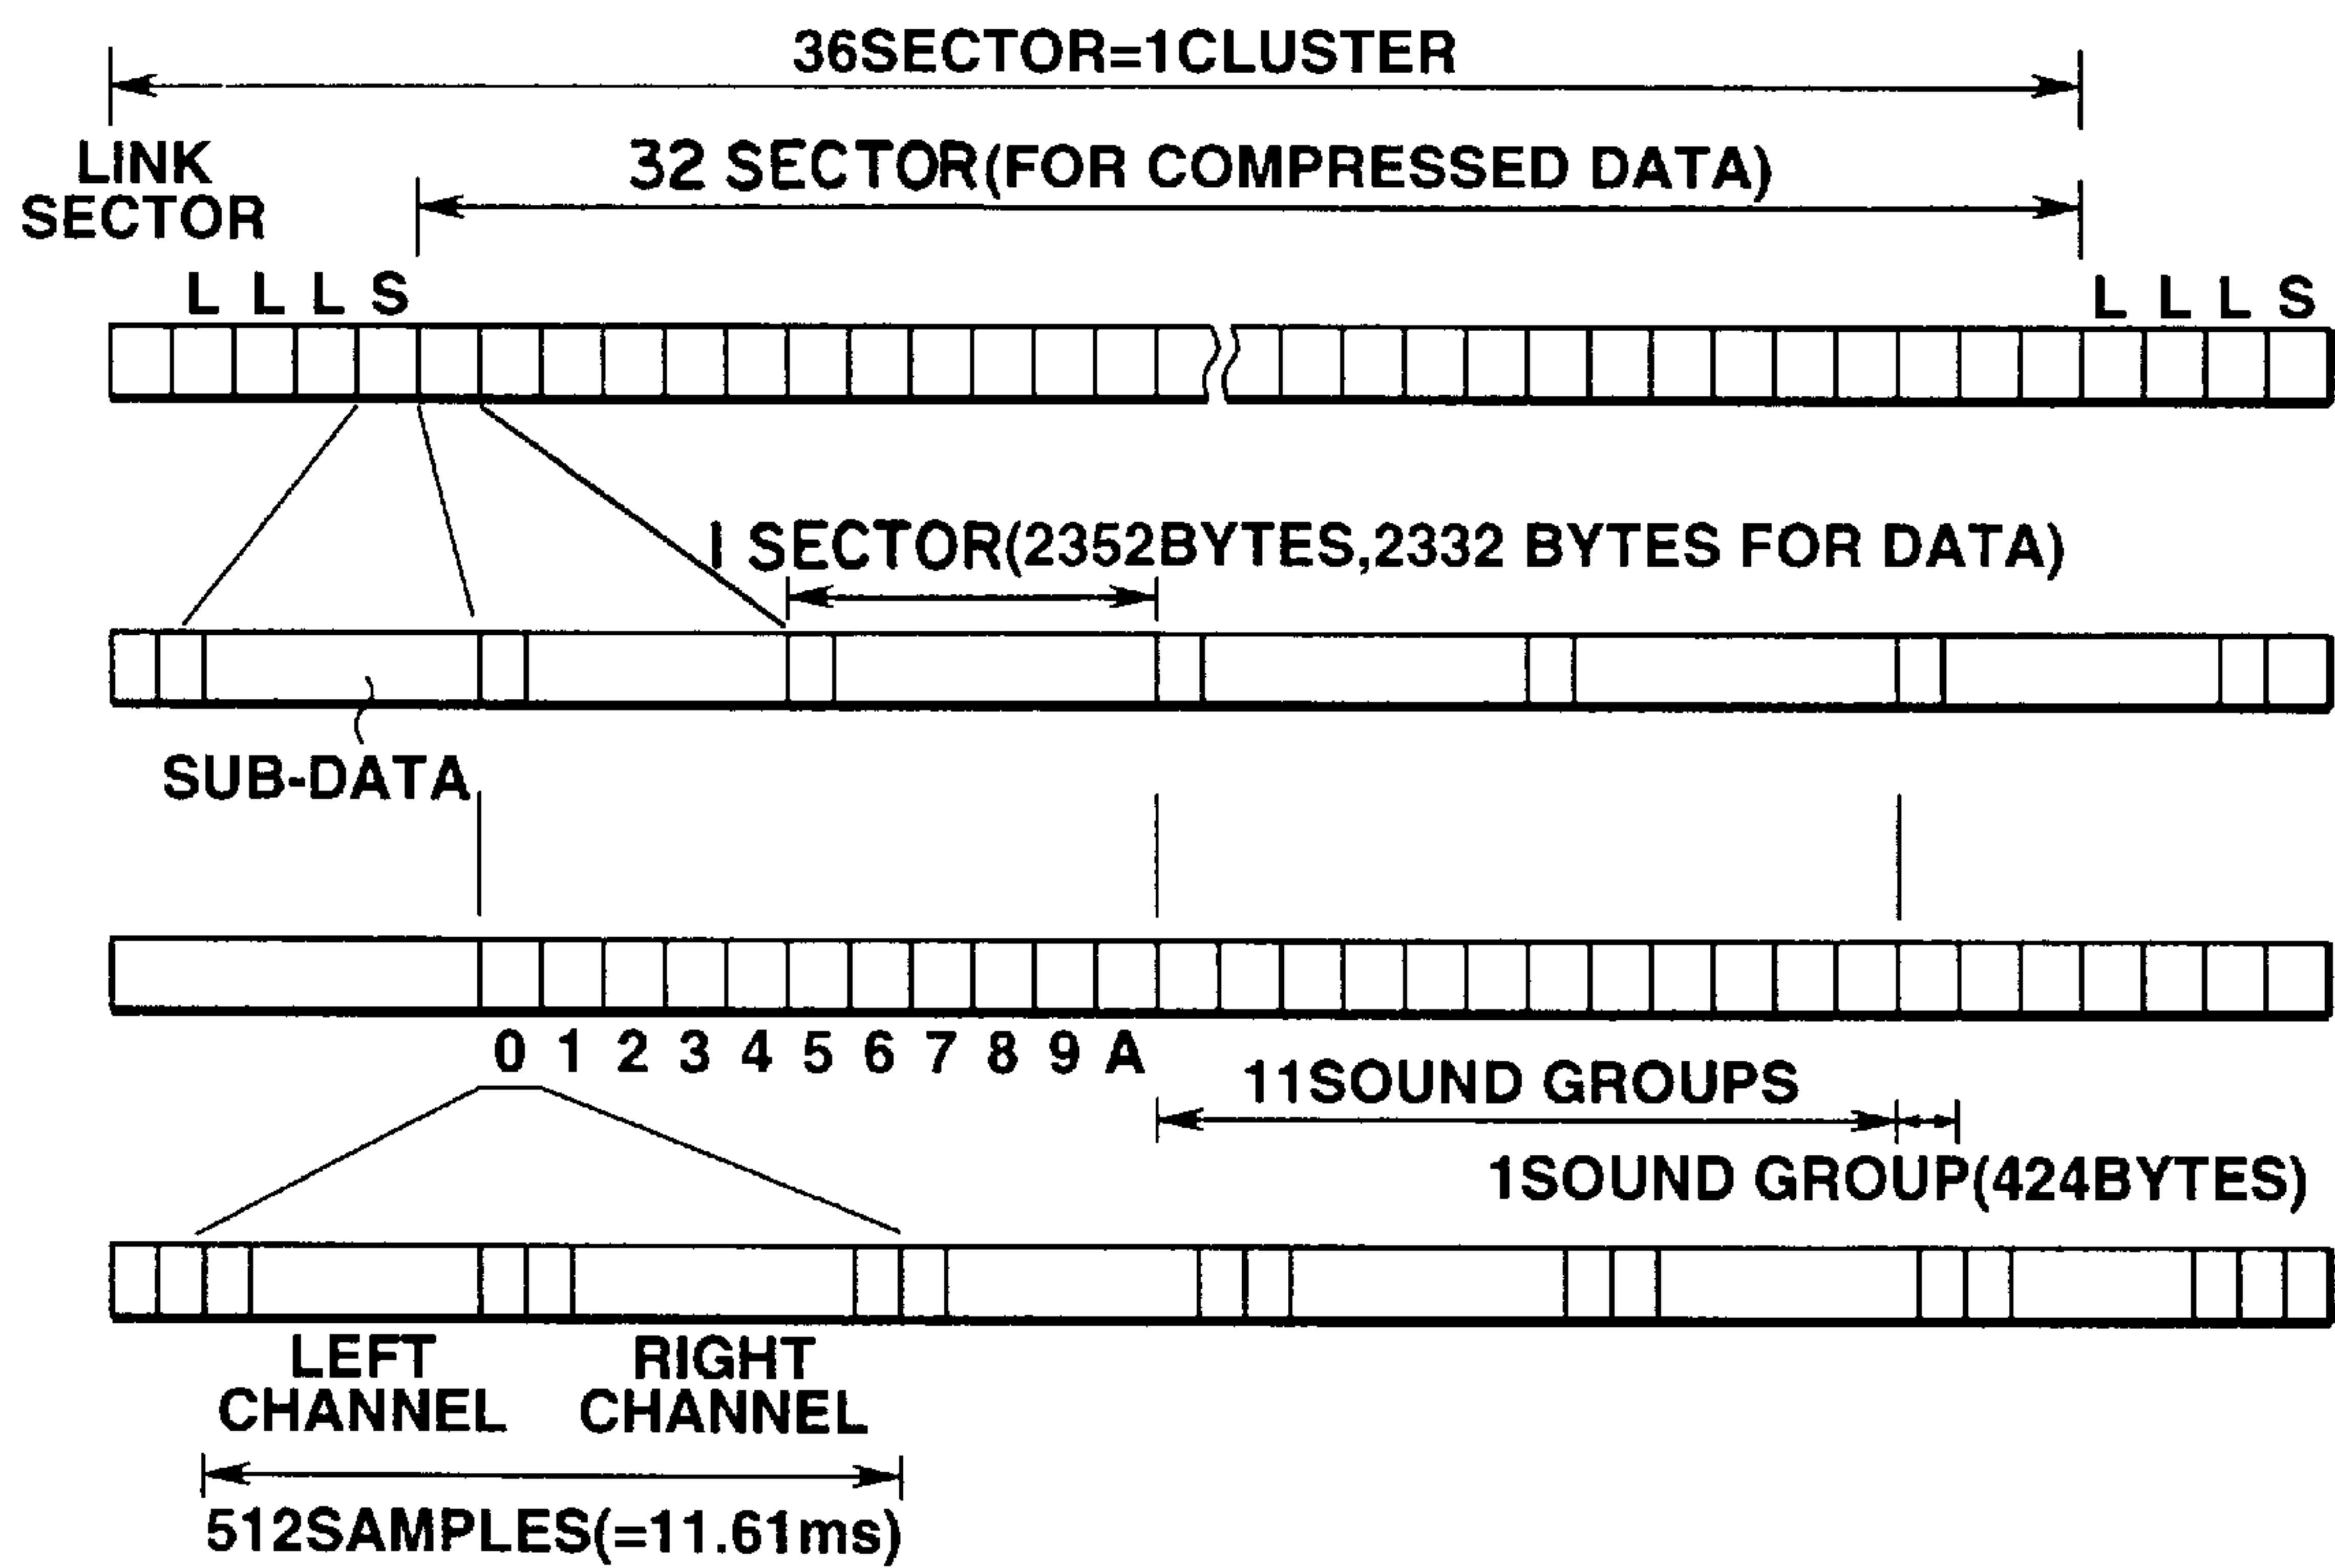 36SECTOR=1CLUSTER
LINK
SECTOR
32 SECTOR(FOR COMPRESSED DATA)
L L L S
L L L S
1 SECTOR(2352BYTES,2332 BYTES FOR DATA)
SUB-DATA
0 1 2 3 4 5 6 7 8 9 A
11SOUND GROUPS
1SOUND GROUP(424BYTES)
LEFT
CHANNEL
RIGHT
CHANNEL
512SAMPLES(=11.61ms)